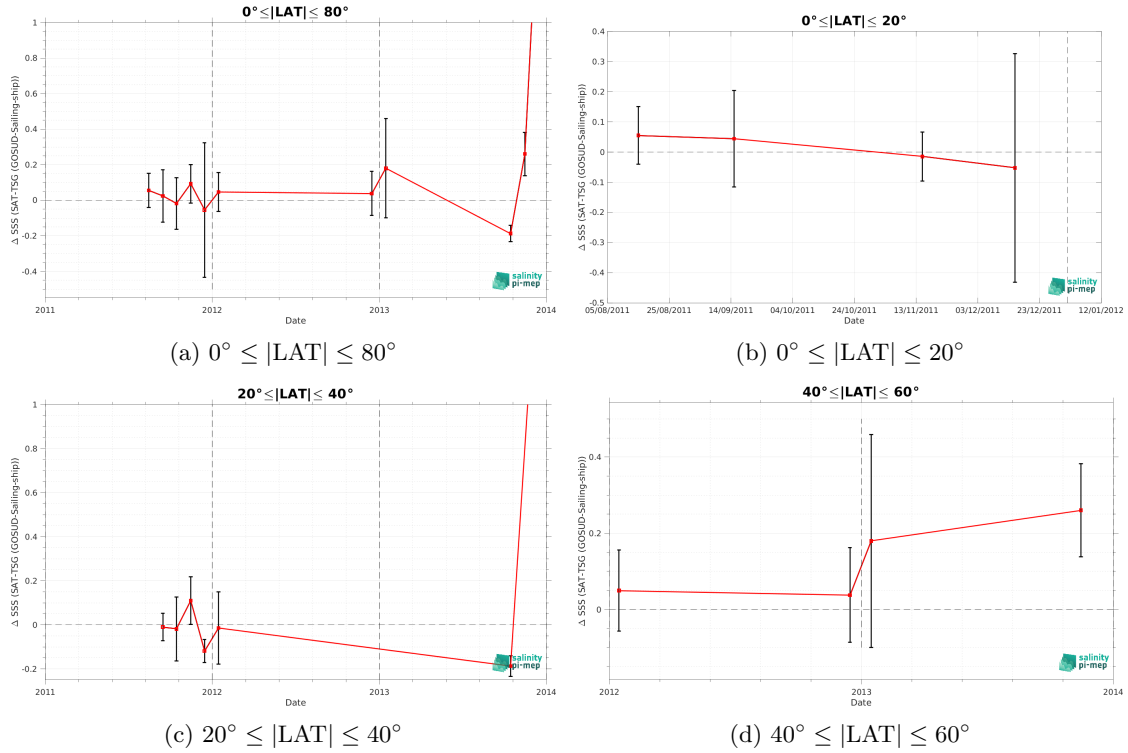 0°≤|LAT|≤ 80°
Δ SSS (SAT-TSG (GOSUD-Sailing-ship))
1
0.8
0.6
0.4
0.2
0
-0.2
-0.4
2011
2012
2013
2014
Date
salinity
pi-mep
(a) 0° ≤ |LAT| ≤ 80°
0°≤|LAT|≤ 20°
Δ SSS (SAT-TSG (GOSUD-Sailing-ship))
0.4
0.3
0.2
0.1
0
-0.1
-0.2
-0.3
-0.4
-0.5
05/08/2011
25/08/2011
14/09/2011
04/10/2011
24/10/2011
13/11/2011
03/12/2011
23/12/2011
12/01/2012
Date
salinity
pi-mep
(b) 0° ≤ |LAT| ≤ 20°
20°≤|LAT|≤ 40°
Δ SSS (SAT-TSG (GOSUD-Sailing-ship))
1
0.8
0.6
0.4
0.2
0
-0.2
2011
2012
2013
2014
Date
salinity
pi-mep
(c) 20° ≤ |LAT| ≤ 40°
40°≤|LAT|≤ 60°
Δ SSS (SAT-TSG (GOSUD-Sailing-ship))
0.4
0.2
0
2012
2013
2014
Date
salinity
pi-mep
(d) 40° ≤ |LAT| ≤ 60°